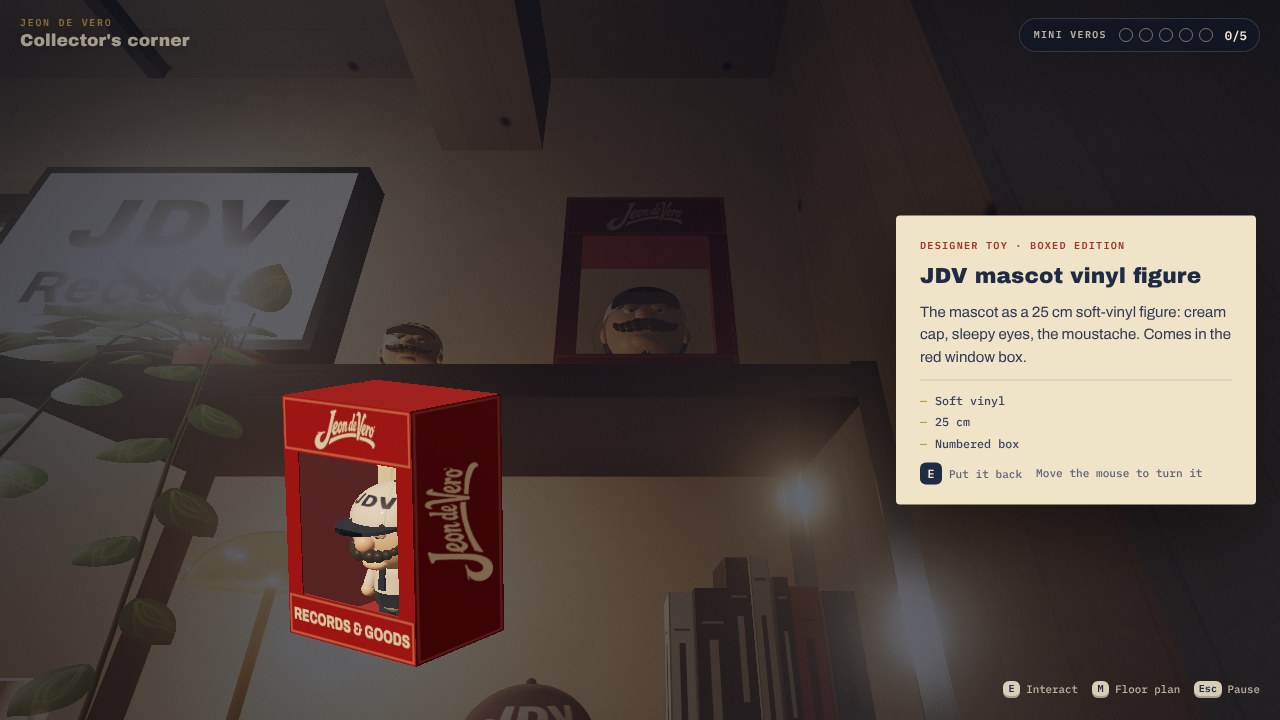 JEON DE VERO
Collector's corner
MINI VEROS 0/5
JDV
Records
Jeon de Vero
DESIGNER TOY · BOXED EDITION
JDV mascot vinyl figure
The mascot as a 25 cm soft-vinyl figure: cream
cap, sleepy eyes, the moustache. Comes in the
red window box.
– Soft vinyl
– 25 cm
– Numbered box
E Put it back Move the mouse to turn it
Jeon de Vero
Jeon de Vero
JDV
RECORDS & GOODS
JDV
E Interact M Floor plan Esc Pause